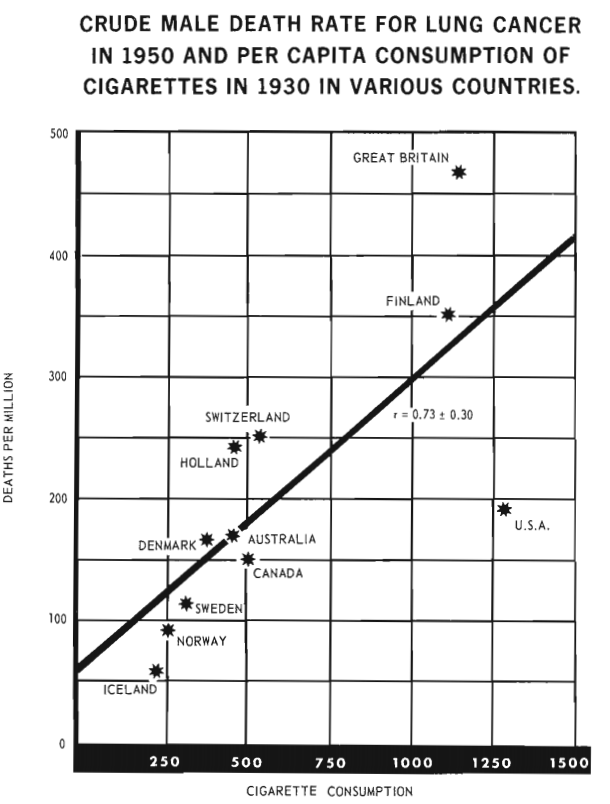 CRUDE MALE DEATH RATE FOR LUNG CANCER
IN 1950 AND PER CAPITA CONSUMPTION OF
CIGARETTES IN 1930 IN VARIOUS COUNTRIES.
500
GREAT BRITAIN
400
FINLAND
300
SWITZERLAND
r = 0.73 ± 0.30
HOLLAND
200
U.S.A.
AUSTRALIA
DENMARK
CANADA
SWEDEN
100
NORWAY
ICELAND
0
DEATHS PER MILLION
250 500 750 1000 1250 1500
CIGARETTE CONSUMPTION